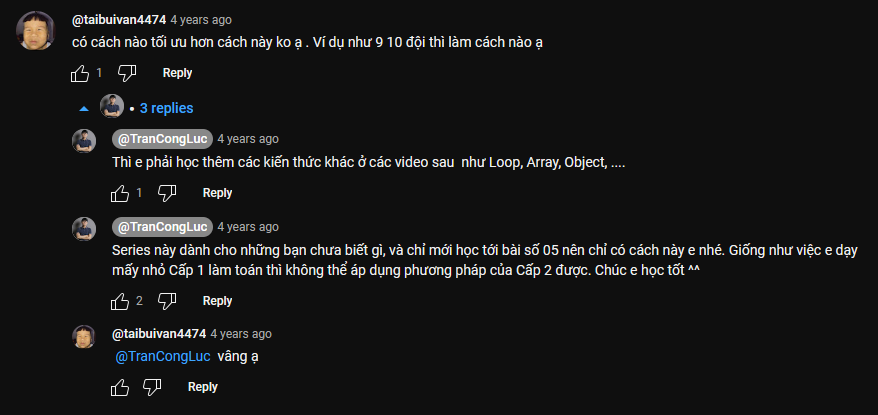 @taibuivan4474 4 years ago
có cách nào tối ưu hơn cách này ko ạ . Ví dụ như 9 10 đội thì làm cách nào ạ
1 Reply
• 3 replies
@TranCongLuc 4 years ago
Thì e phải học thêm các kiến thức khác ở các video sau như Loop, Array, Object, ....
1 Reply
@TranCongLuc 4 years ago
Series này dành cho những bạn chưa biết gì, và chỉ mới học tới bài số 05 nên chỉ có cách này e nhé. Giống như việc e dạy
mấy nhỏ Cấp 1 làm toán thì không thể áp dụng phương pháp của Cấp 2 được. Chúc e học tốt ^^
2 Reply
@taibuivan4474 4 years ago
@TranCongLuc vâng ạ
Reply